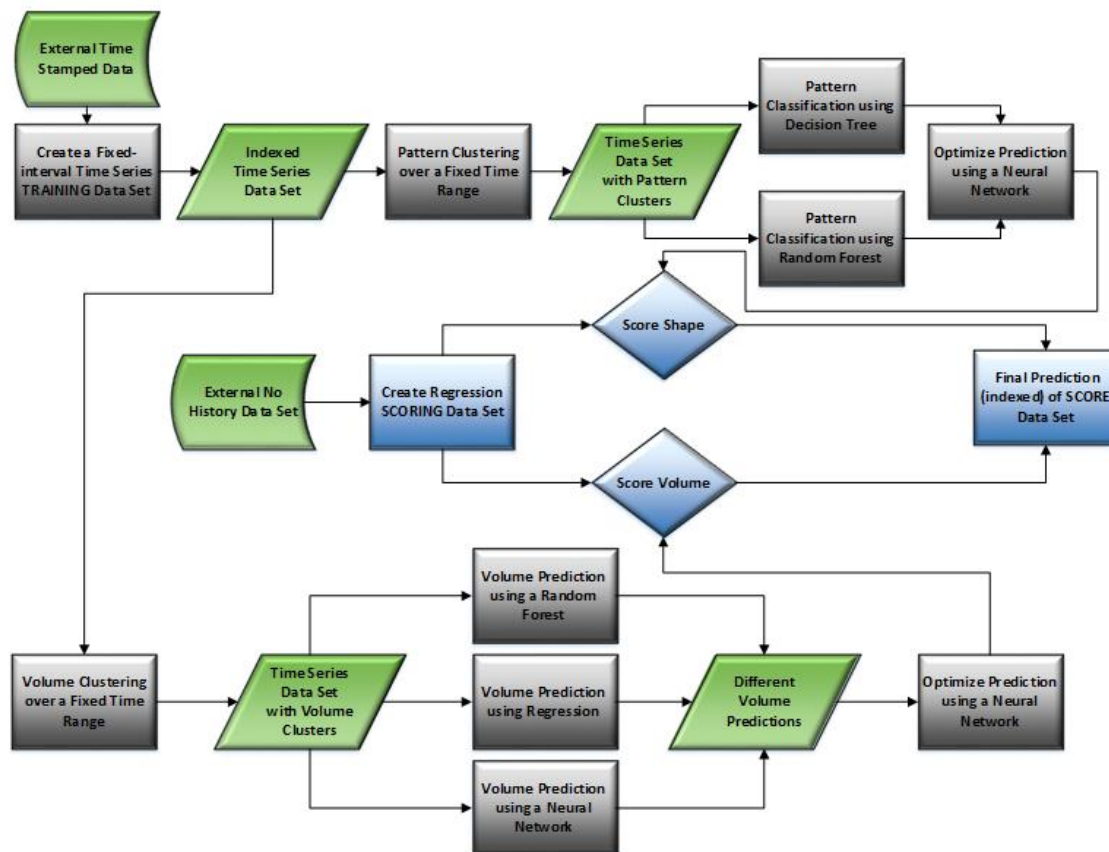 External Time
Stamped Data
Create a Fixed-
interval Time Series
TRAINING Data Set
Indexed
Time Series
Data Set
Pattern Clustering
over a Fixed Time
Range
Time Series
Data Set
with Pattern
Clusters
Pattern
Classification using
Decision Tree
Pattern
Classification using
Random Forest
Optimize Prediction
using a Neural
Network
Score Shape
External No
History Data Set
Create Regression
SCORING Data Set
Final Prediction
(indexed) of SCORE
Data Set
Score Volume
Volume Clustering
over a Fixed Time
Range
Time Series
Data Set
with Volume
Clusters
Volume Prediction
using a Random
Forest
Volume Prediction
using Regression
Volume Prediction
using a Neural
Network
Different
Volume
Predictions
Optimize Prediction
using a Neural
Network